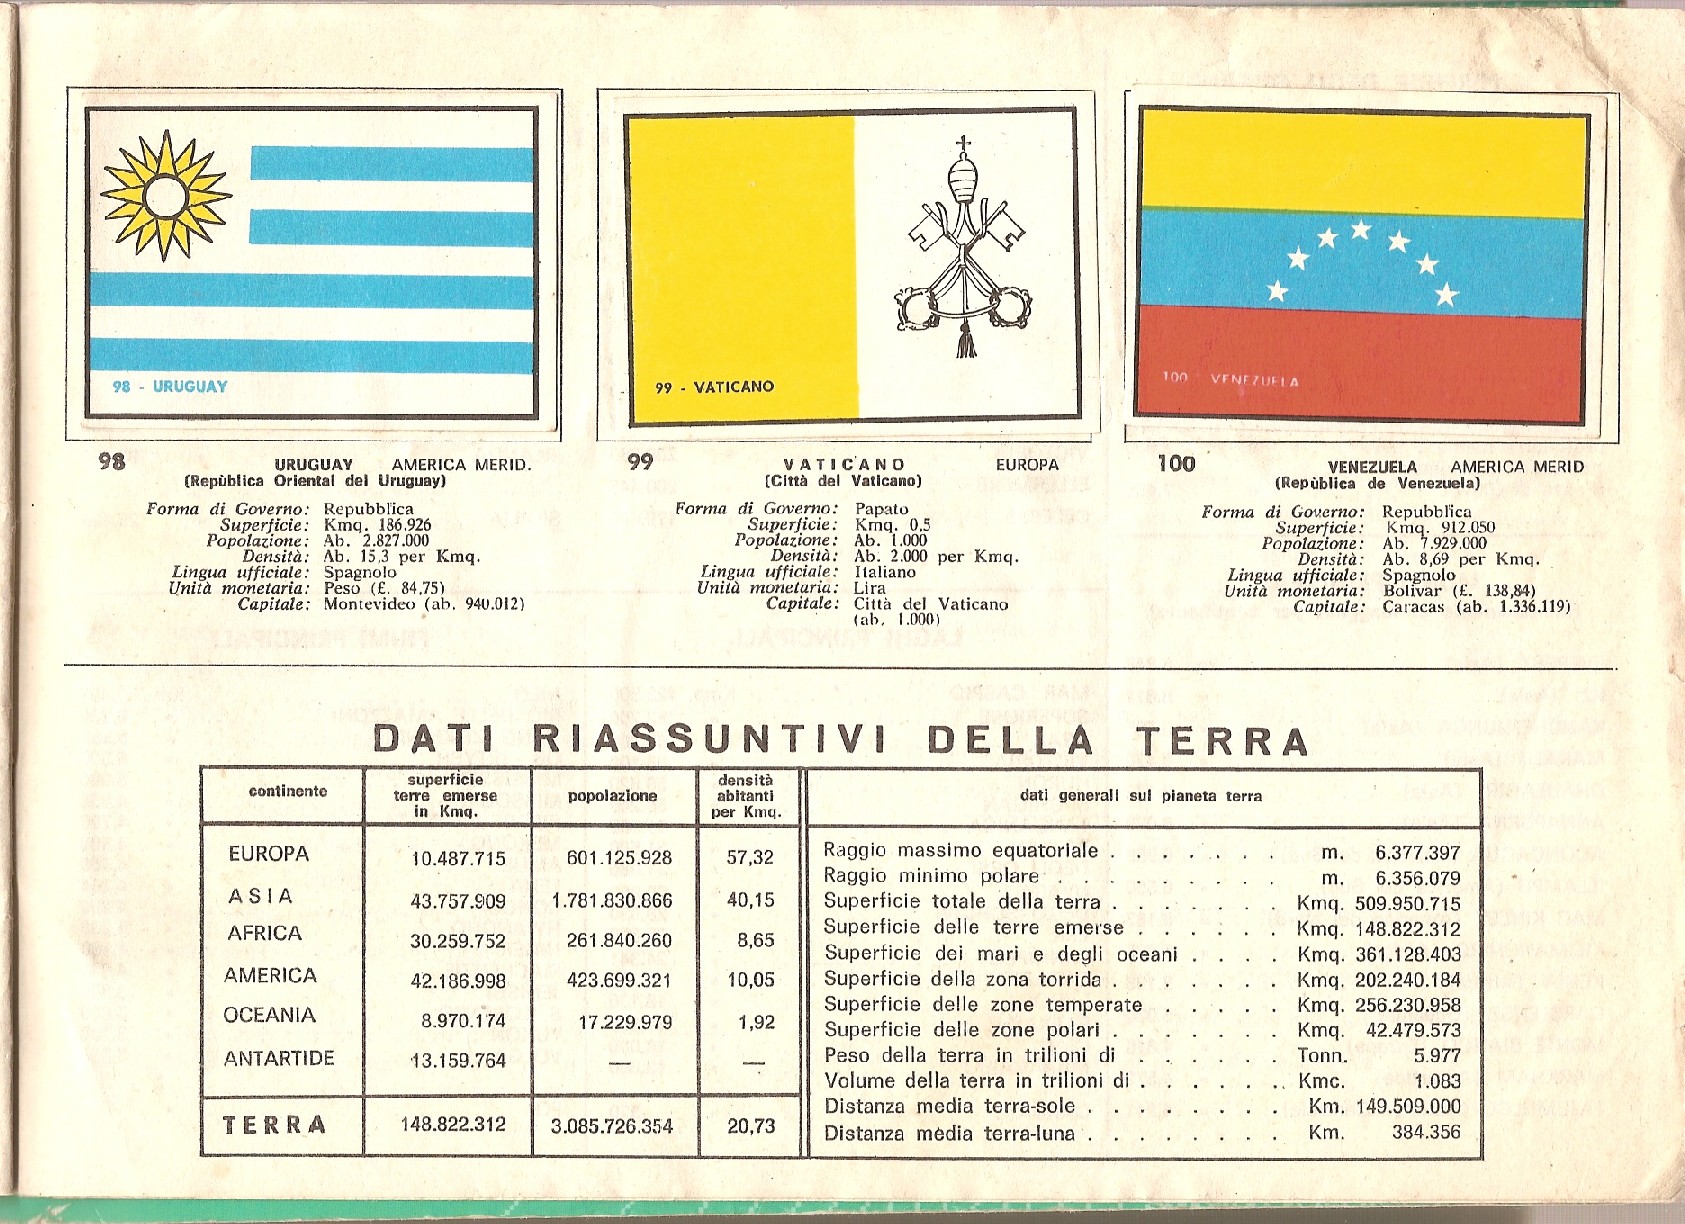 98 - URUGUAY
99 - VATICANO
100 VENEZUELA
98
URUGUAY AMERICA MERID.
(Repùblica Oriental del Uruguay)
Forma di Governo: Repubblica
Superficie: Kmq. 186.926
Popolazione: Ab. 2.827.000
Densità: Ab. 15,3 per Kmq.
Lingua ufficiale: Spagnolo
Unità monetaria: Peso (£. 84,75)
Capitale: Montevideo (ab. 940.012)
99
VATICANO EUROPA
(Città del Vaticano)
Forma di Governo: Papato
Superficie: Kmq. 0,5
Popolazione: Ab. 1.000
Densità: Ab. 2.000 per Kmq.
Lingua ufficiale: Italiano
Unità monetaria: Lira
Capitale: Città del Vaticano
(ab. 1.000)
100
VENEZUELA AMERICA MERID
(Repùblica de Venezuela)
Forma di Governo: Repubblica
Superficie: Kmq. 912.050
Popolazione: Ab. 7.929.000
Densità: Ab. 8,69 per Kmq.
Lingua ufficiale: Spagnolo
Unità monetaria: Bolívar (£. 138,84)
Capitale: Caracas (ab. 1.336.119)
DATI RIASSUNTIVI DELLA TERRA
continente superficie terre emerse in Kmq. popolazione densità abitanti per Kmq.
EUROPA 10.487.715 601.125.928 57,32
ASIA 43.757.909 1.781.830.866 40,15
AFRICA 30.259.752 261.840.260 8,65
AMERICA 42.186.998 423.699.321 10,05
OCEANIA 8.970.174 17.229.979 1,92
ANTARTIDE 13.159.764 — —
TERRA 148.822.312 3.085.726.354 20,73
dati generali sul pianeta terra
Raggio massimo equatoriale . . . . . . . m. 6.377.397
Raggio minimo polare . . . . . . . . . m. 6.356.079
Superficie totale della terra . . . . . . . Kmq. 509.950.715
Superficie delle terre emerse . . . . . . Kmq. 148.822.312
Superficie dei mari e degli oceani . . . . Kmq. 361.128.403
Superficie della zona torrida . . . . . . . Kmq. 202.240.184
Superficie delle zone temperate . . . . . Kmq. 256.230.958
Superficie delle zone polari . . . . . . . Kmq. 42.479.573
Peso della terra in trilioni di . . . . . . Tonn. 5.977
Volume della terra in trilioni di . . . . . . Kmc. 1.083
Distanza media terra-sole . . . . . . . . Km. 149.509.000
Distanza media terra-luna . . . . . . . . Km. 384.356